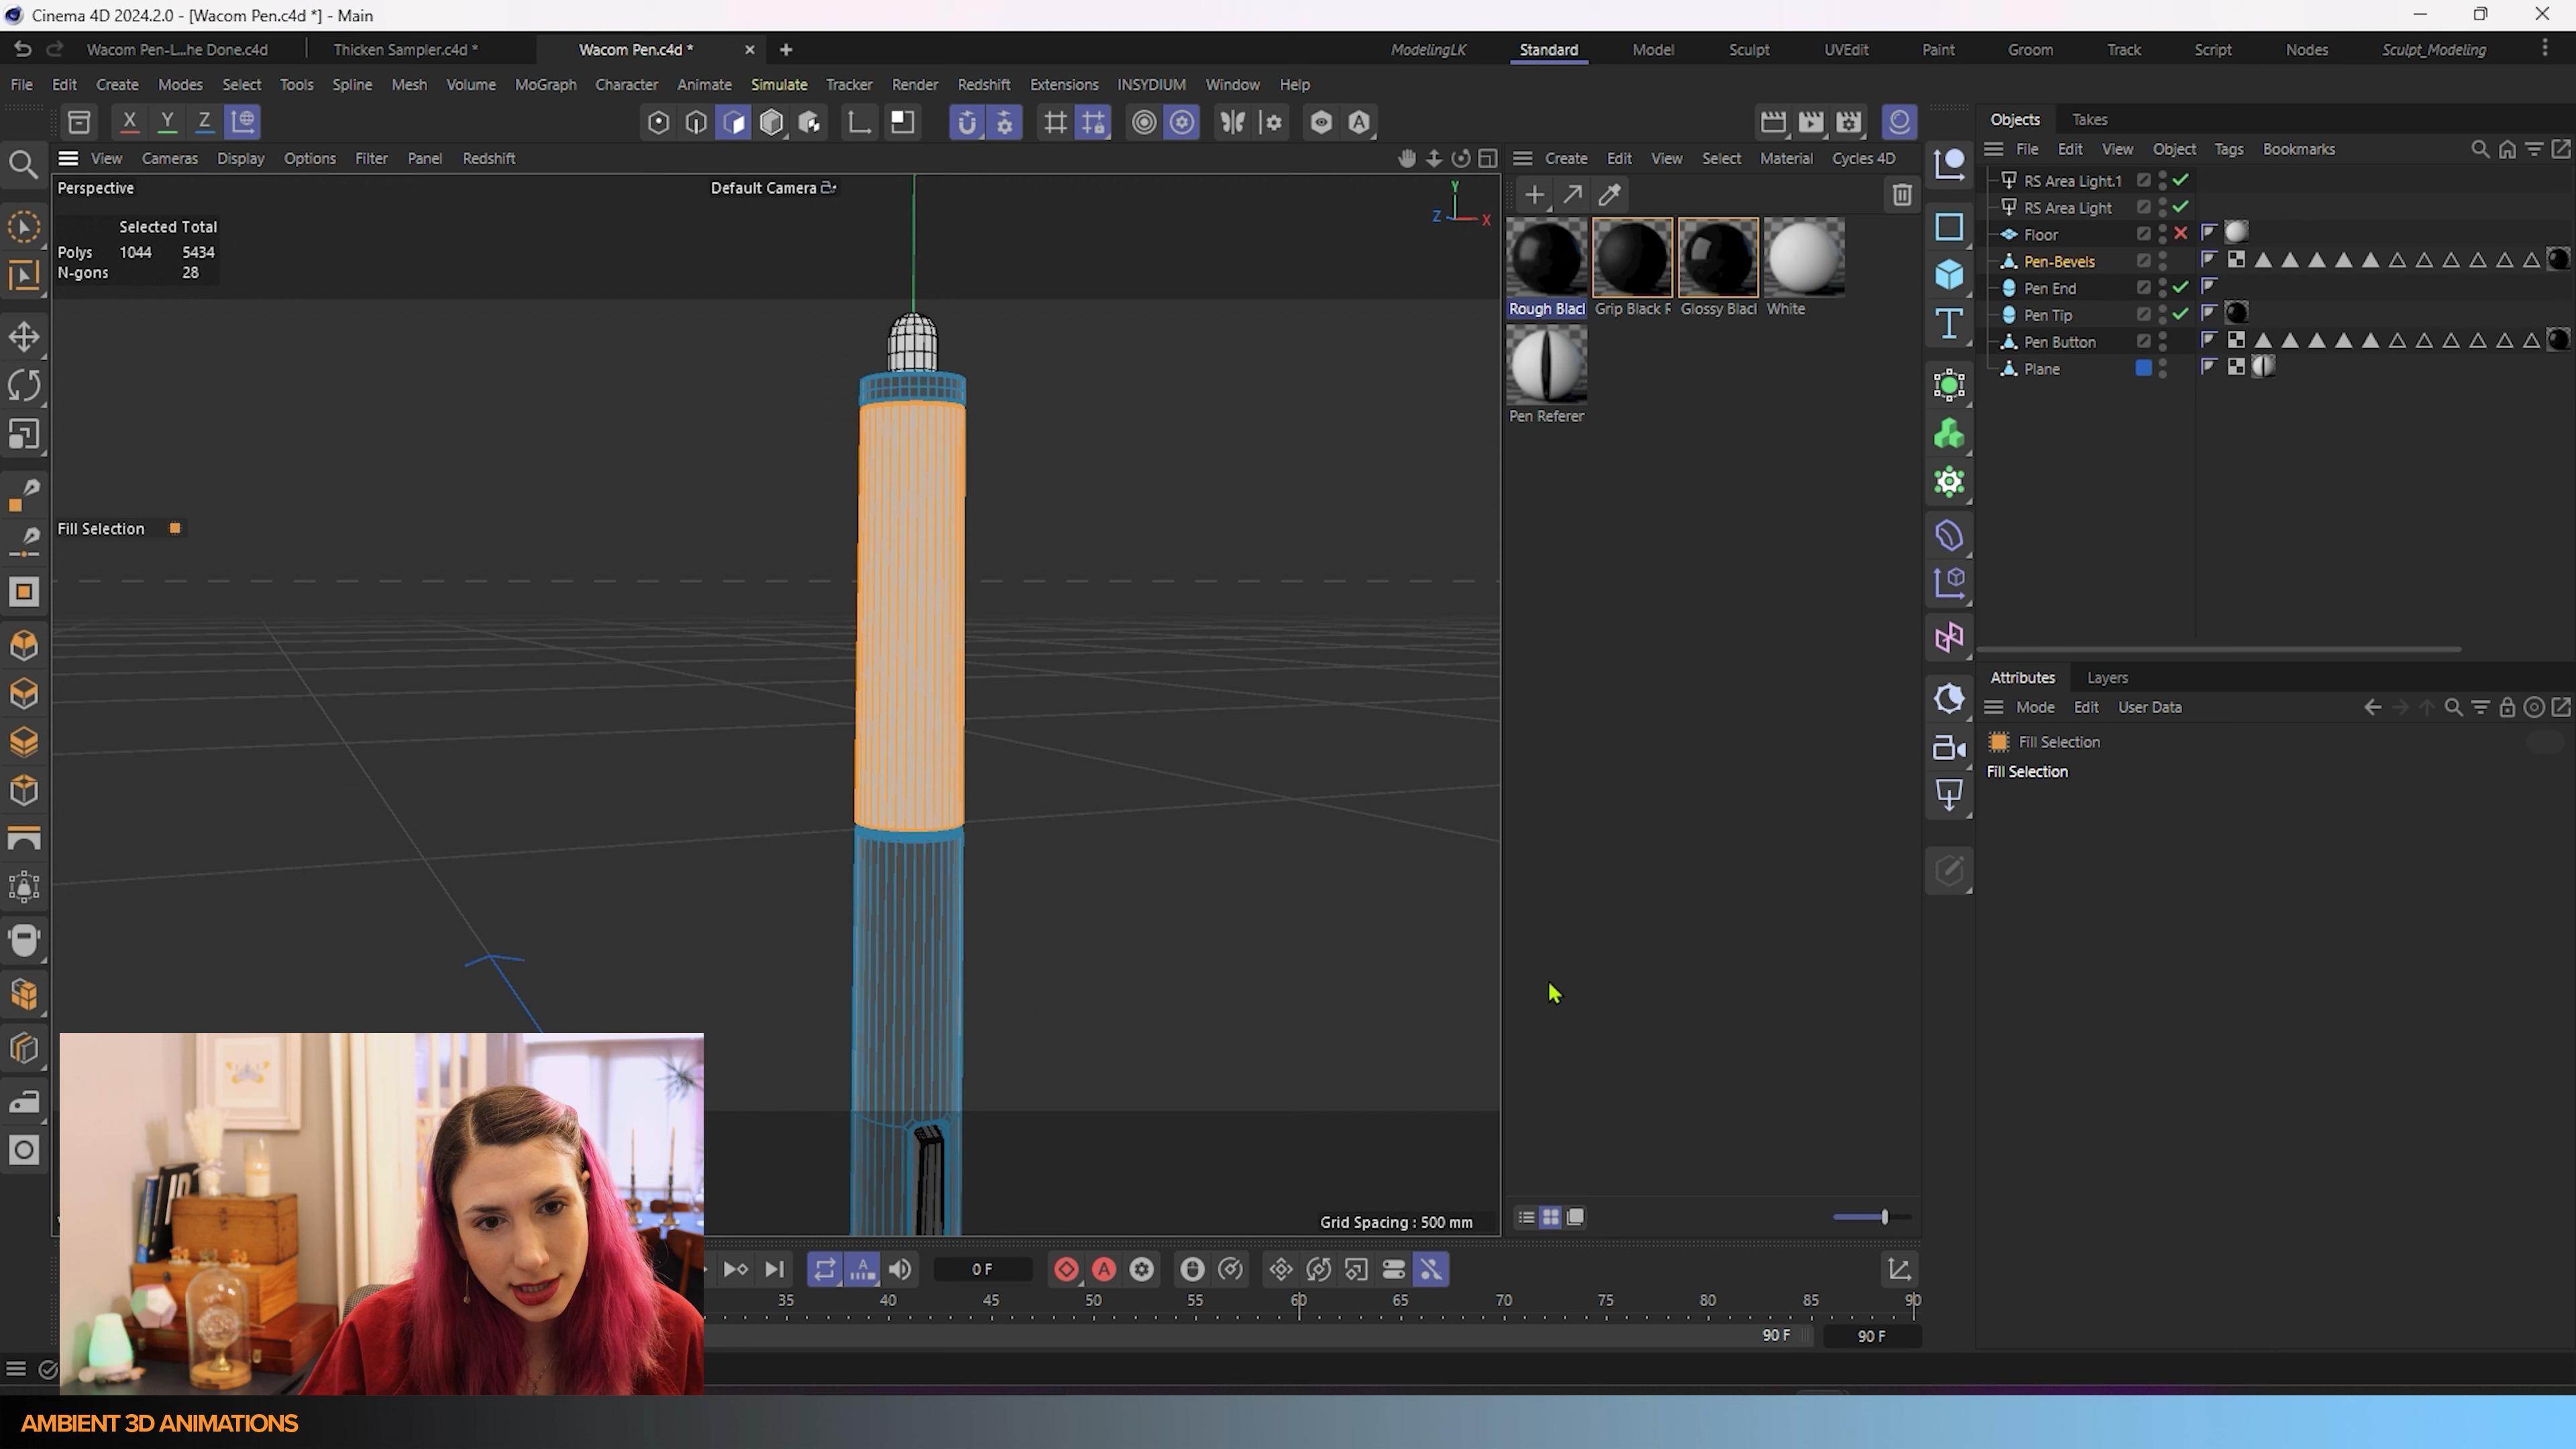 Cinema 4D 2024.2.0 - [Wacom Pen.c4d *] - Main
Wacom Pen-L...he Done.c4d
Thicken Sampler.c4d *
Wacom Pen.c4d *
ModelingLK
Standard
Model
Sculpt
UVEdit
Paint
Groom
Track
Script
Nodes
Sculpt_Modeling
File
Edit
Create
Modes
Select
Tools
Spline
Mesh
Volume
MoGraph
Character
Animate
Simulate
Tracker
Render
Redshift
Extensions
INSYDIUM
Window
Help
X
Y
Z
View
Cameras
Display
Options
Filter
Panel
Redshift
Perspective
Default Camera
Selected Total
Polys 1044 5434
N-gons 28
Fill Selection
Y
Z
X
Grid Spacing : 500 mm
Create
Edit
View
Select
Material
Cycles 4D
Rough Blacl
Grip Black F
Glossy Blacl
White
Pen Referer
Objects
Takes
File
Edit
View
Object
Tags
Bookmarks
RS Area Light.1
RS Area Light
Floor
Pen-Bevels
Pen End
Pen Tip
Pen Button
Plane
Attributes
Layers
Mode
Edit
User Data
Fill Selection
Fill Selection
0 F
35
40
45
50
55
60
65
70
75
80
85
90
90 F
90 F
AMBIENT 3D ANIMATIONS